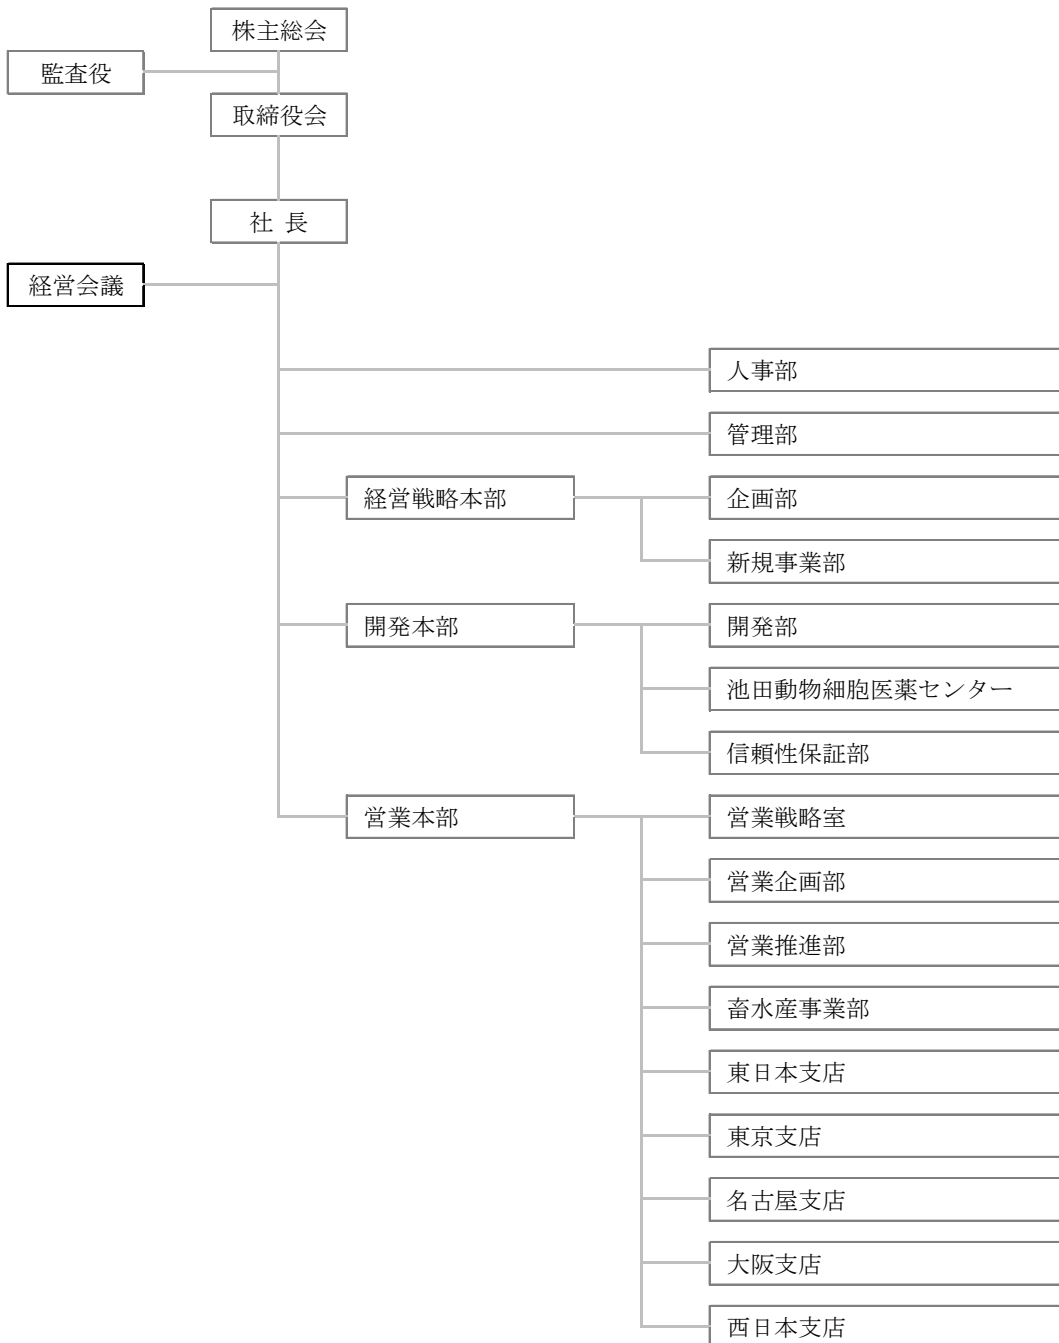 株主総会
監査役
取締役会
社 長
経営会議
人事部
管理部
経営戦略本部
企画部
新規事業部
開発本部
開発部
池田動物細胞医薬センター
信頼性保証部
営業本部
営業戦略室
営業企画部
営業推進部
畜水産事業部
東日本支店
東京支店
名古屋支店
大阪支店
西日本支店